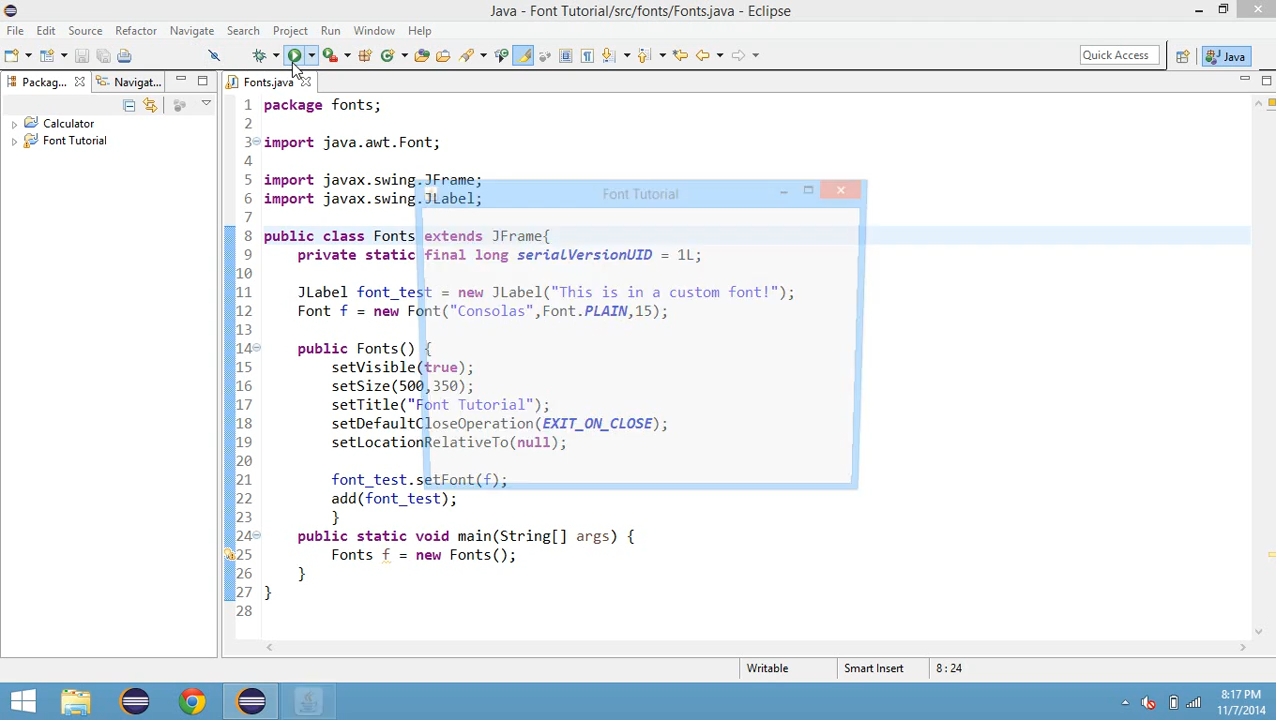 Java - Font Tutorial/src/fonts/Fonts.java - Eclipse
File Edit Source Refactor Navigate Search Project Run Window Help
Quick Access
Java
Packag...
Navigat...
Fonts.java
Calculator
Font Tutorial
1 package fonts;
2
3 import java.awt.Font;
4
5 import javax.swing.JFrame;
6 import javax.swing.JLabel;
7
8 public class Fonts extends JFrame{
9 private static final long serialVersionUID = 1L;
10
11 JLabel font_test = new JLabel("This is in a custom font!");
12 Font f = new Font("Consolas",Font.PLAIN,15);
13
14 public Fonts() {
15 setVisible(true);
16 setSize(500,350);
17 setTitle("Font Tutorial");
18 setDefaultCloseOperation(EXIT_ON_CLOSE);
19 setLocationRelativeTo(null);
20
21 font_test.setFont(f);
22 add(font_test);
23 }
24 public static void main(String[] args) {
25 Fonts f = new Fonts();
26 }
27 }
28
Font Tutorial
Writable
Smart Insert
8 : 24
8:17 PM
11/7/2014